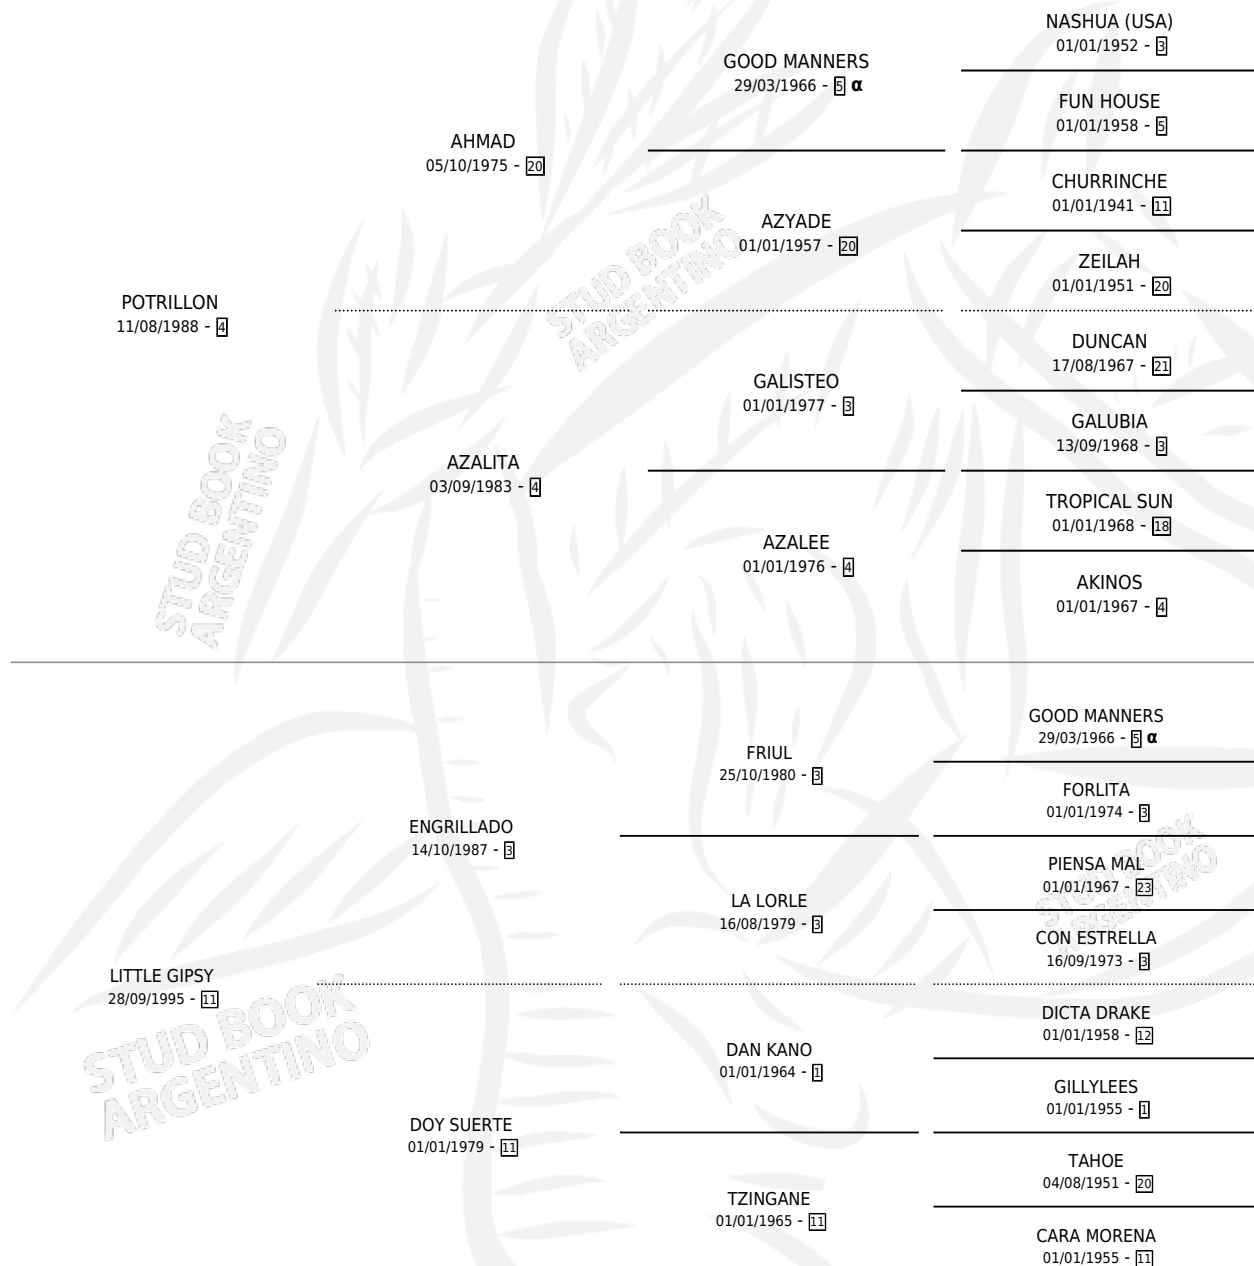 NASHUA (USA)
01/01/1952 - 3
GOOD MANNERS
29/03/1966 - 5 α
FUN HOUSE
01/01/1958 - 5
AHMAD
05/10/1975 - 20
CHURRINCHE
01/01/1941 - 11
AZYADE
01/01/1957 - 20
ZEILAH
01/01/1951 - 20
POTRILLON
11/08/1988 - 4
DUNCAN
17/08/1967 - 21
GALISTEO
01/01/1977 - 3
GALUBIA
13/09/1968 - 3
AZALITA
03/09/1983 - 4
TROPICAL SUN
01/01/1968 - 18
AZALEE
01/01/1976 - 4
AKINOS
01/01/1967 - 4
STUD BOOK
ARGENTINO
STUD BOOK
ARGENTINO
GOOD MANNERS
29/03/1966 - 5 α
FRIUL
25/10/1980 - 3
FORLITA
01/01/1974 - 3
ENGRILLADO
14/10/1987 - 3
PIENSA MAL
01/01/1967 - 23
LA LORLE
16/08/1979 - 3
CON ESTRELLA
16/09/1973 - 3
LITTLE GIPSY
28/09/1995 - 11
DICTA DRAKE
01/01/1958 - 12
DAN KANO
01/01/1964 - 1
GILLYLEES
01/01/1955 - 1
DOY SUERTE
01/01/1979 - 11
TAHOE
04/08/1951 - 20
TZINGANE
01/01/1965 - 11
CARA MORENA
01/01/1955 - 11
STUD BOOK
ARGENTINO
STUD BOOK
ARGENTINO